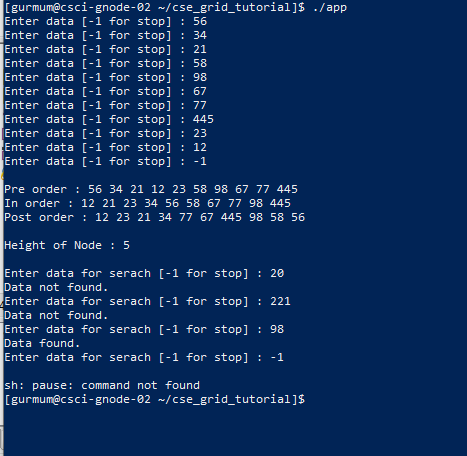 [gurmum@csci-gnode-02 ~/cse_grid_tutorial]$ ./app
Enter data [-1 for stop] : 56
Enter data [-1 for stop] : 34
Enter data [-1 for stop] : 21
Enter data [-1 for stop] : 58
Enter data [-1 for stop] : 98
Enter data [-1 for stop] : 67
Enter data [-1 for stop] : 77
Enter data [-1 for stop] : 445
Enter data [-1 for stop] : 23
Enter data [-1 for stop] : 12
Enter data [-1 for stop] : -1
Pre order : 56 34 21 12 23 58 98 67 77 445
In order : 12 21 23 34 56 58 67 77 98 445
Post order : 12 23 21 34 77 67 445 98 58 56
Height of Node : 5
Enter data for serach [-1 for stop] : 20
Data not found.
Enter data for serach [-1 for stop] : 221
Data not found.
Enter data for serach [-1 for stop] : 98
Data found.
Enter data for serach [-1 for stop] : -1
sh: pause: command not found
[gurmum@csci-gnode-02 ~/cse_grid_tutorial]$